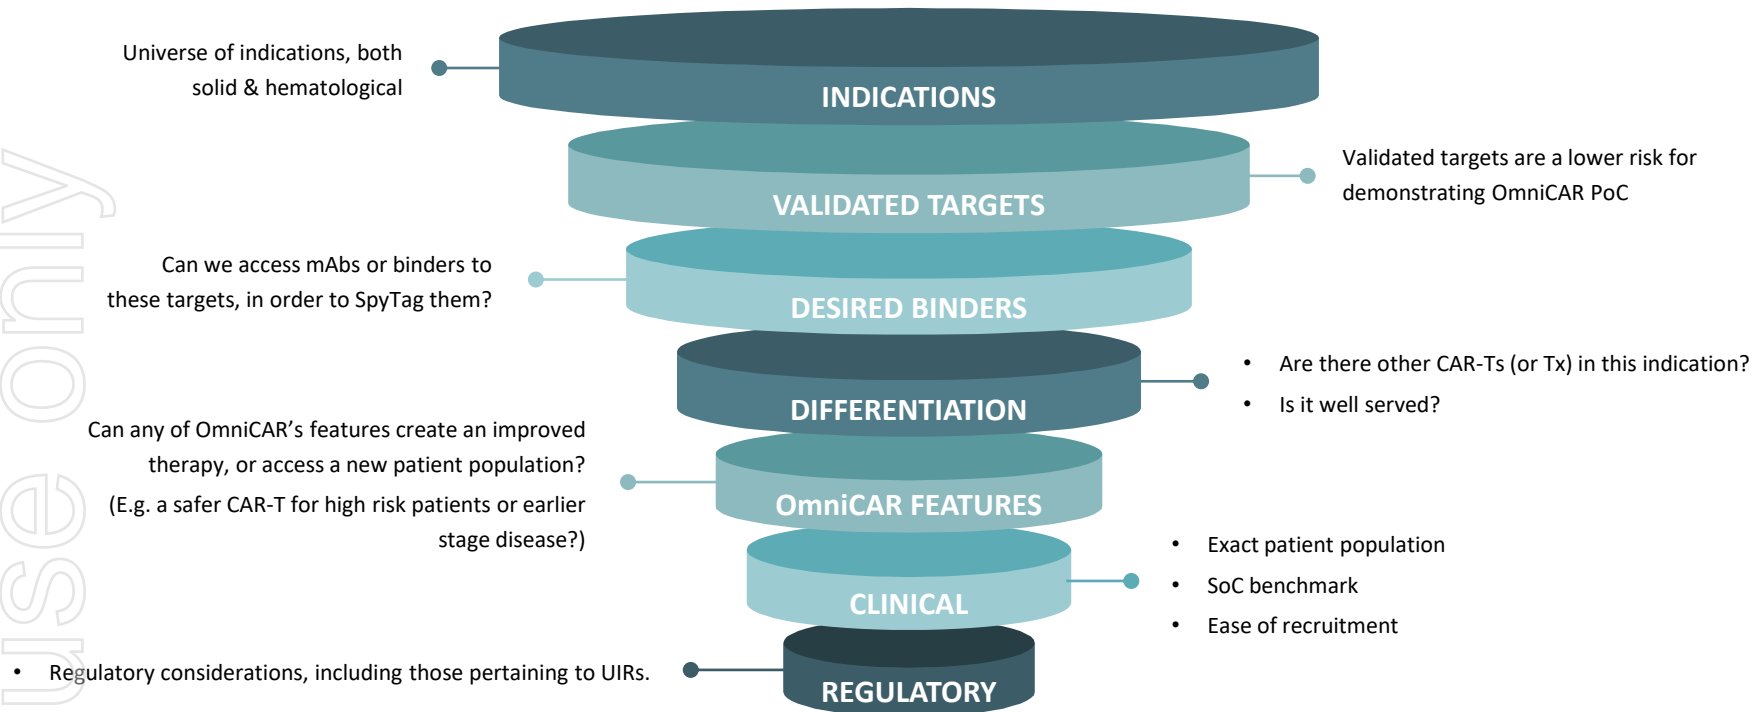 Universe of indications, both
solid & hematological
INDICATIONS
Validated targets are a lower risk for
demonstrating OmniCAR PoC
VALIDATED TARGETS
Can we access mAbs or binders to
these targets, in order to SpyTag them?
DESIRED BINDERS
• Are there other CAR-Ts (or Tx) in this indication?
• Is it well served?
DIFFERENTIATION
Can any of OmniCAR’s features create an improved
therapy, or access a new patient population?
(E.g. a safer CAR-T for high risk patients or earlier
stage disease?)
OmniCAR FEATURES
• Exact patient population
• SoC benchmark
• Ease of recruitment
CLINICAL
• Regulatory considerations, including those pertaining to UIRs.
REGULATORY
use only